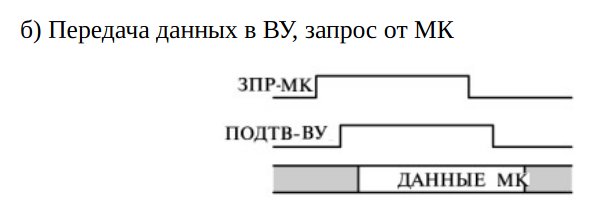 б) Передача данных в ВУ, запрос от МК
ЗПР-МК
ПОДТВ-ВУ
ДАННЫЕ МК